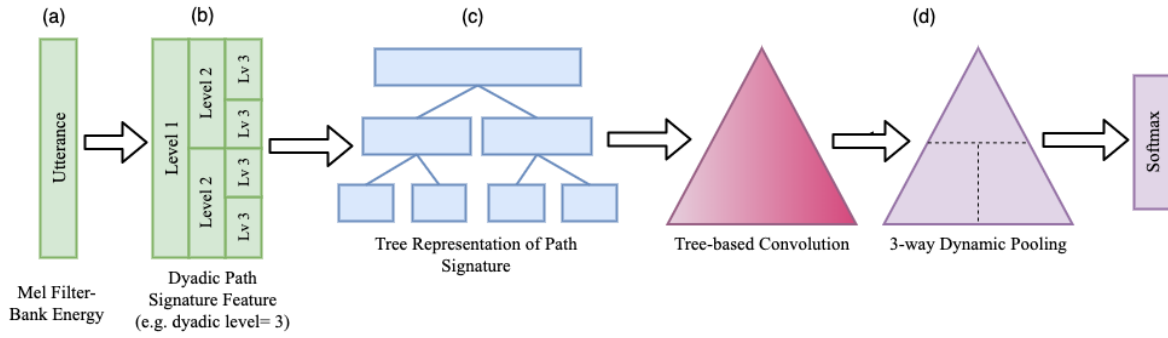 (a)
(b)
(c)
(d)
Utterance
Level 1
Level 2
Level 2
Lv 3
Lv 3
Lv 3
Lv 3
Softmax
Mel Filter-
Bank Energy
Dyadic Path
Signature Feature
(e.g. dyadic level= 3)
Tree Representation of Path
Signature
Tree-based Convolution
3-way Dynamic Pooling